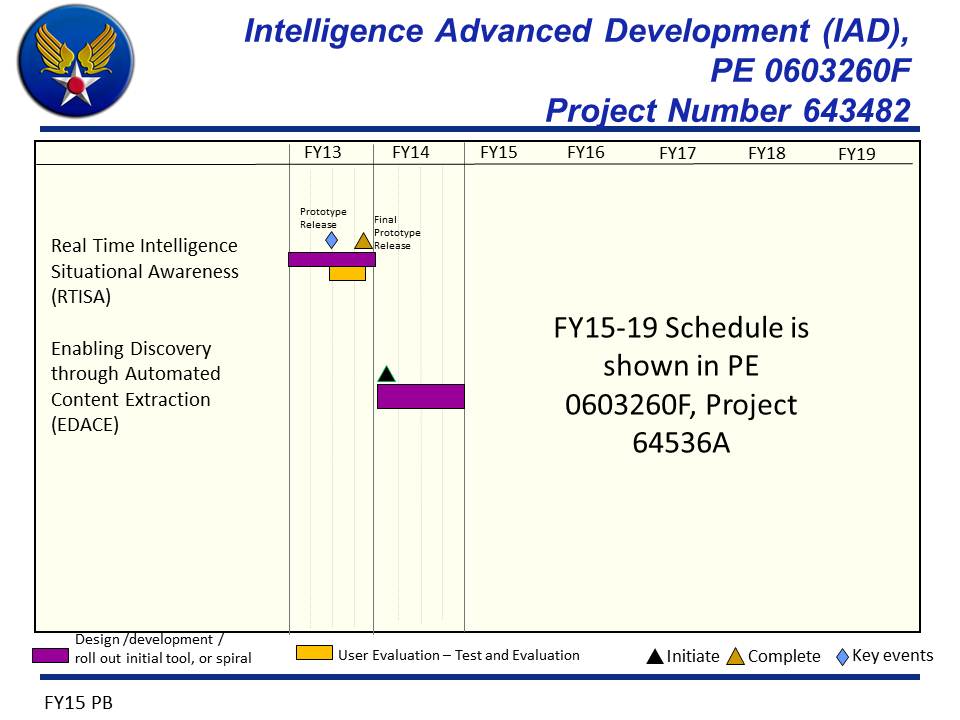 Intelligence Advanced Development (IAD),
PE 0603260F
Project Number 643482
FY13 FY14 FY15 FY16 FY17 FY18 FY19
Prototype
Release
Final
Prototype
Release
Real Time Intelligence
Situational Awareness
(RTISA)
Enabling Discovery
through Automated
Content Extraction
(EDACE)
FY15-19 Schedule is
shown in PE
0603260F, Project
64536A
Design /development /
roll out initial tool, or spiral
User Evaluation – Test and Evaluation
Initiate
Complete
Key events
FY15 PB